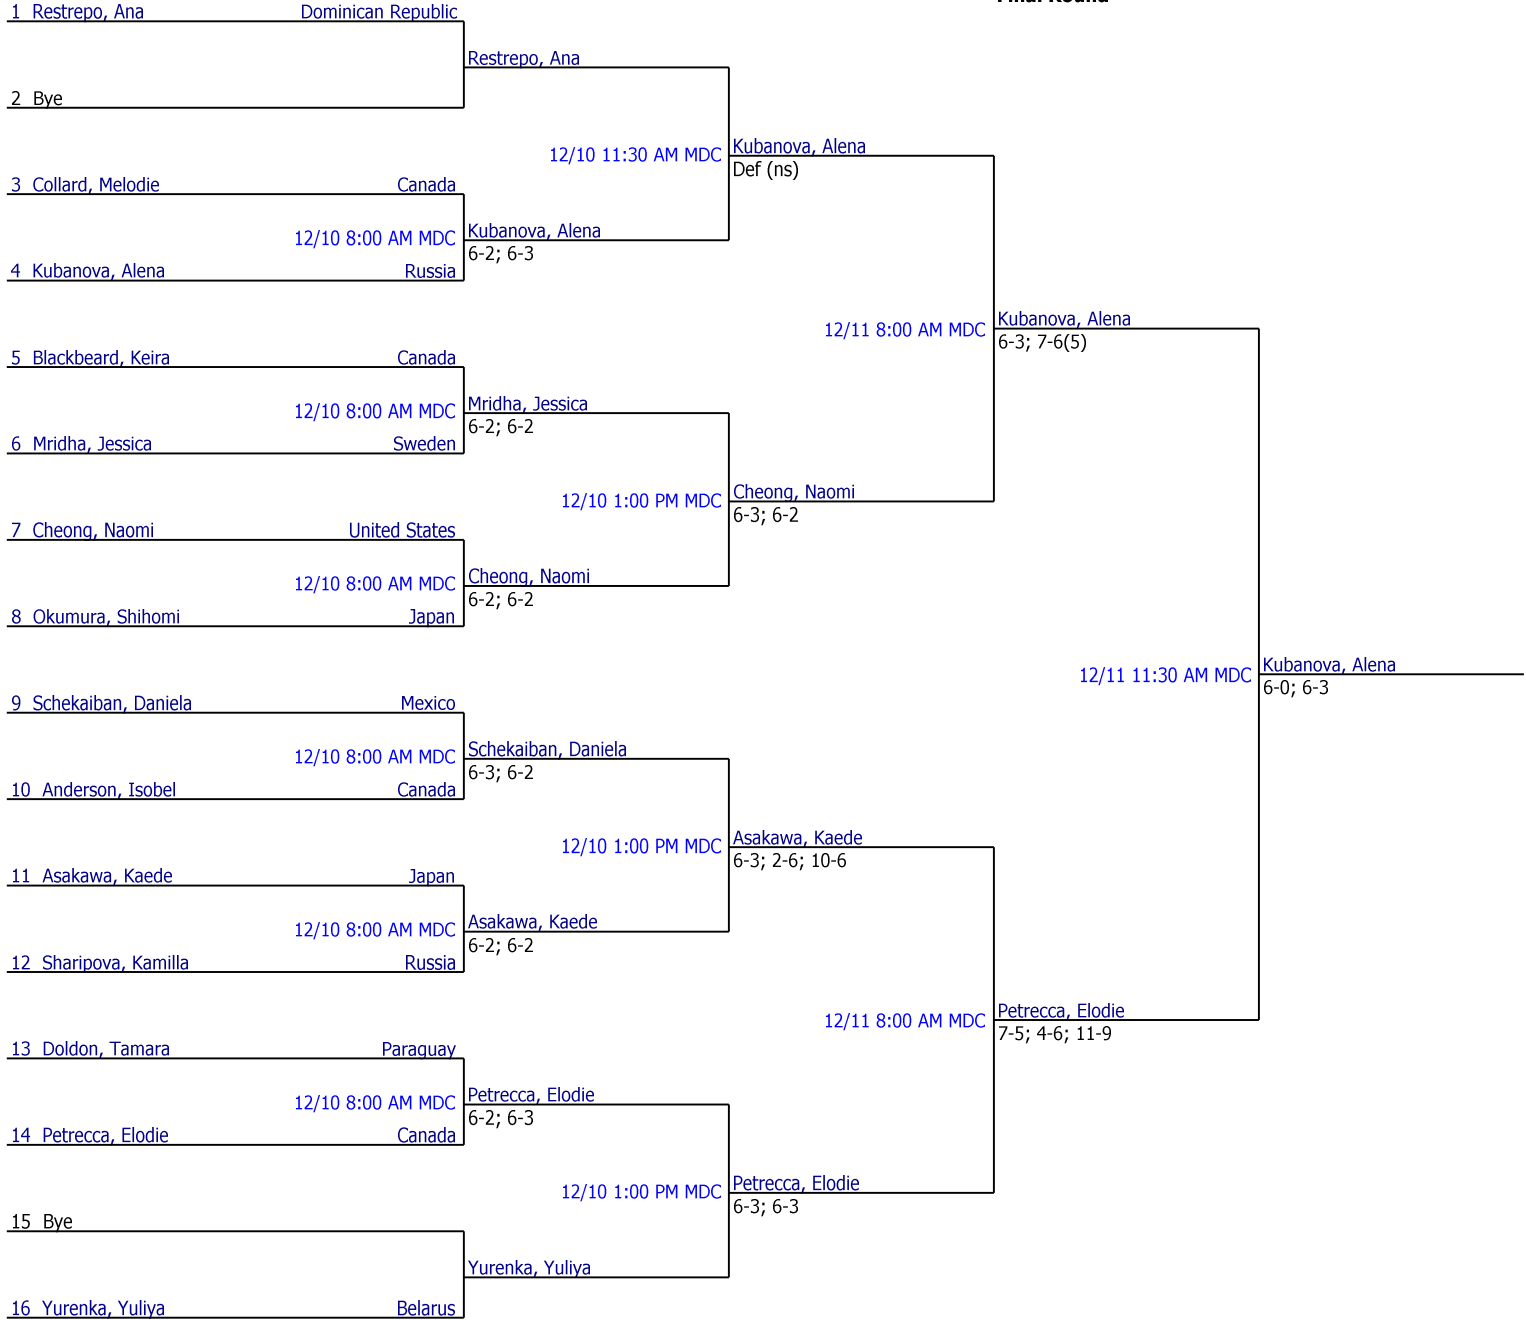 Final Round
1 Restrepo, Ana Dominican Republic
Restrepo, Ana
2 Bye
12/10 11:30 AM MDC Kubanova, Alena
Def (ns)
3 Collard, Melodie Canada
12/10 8:00 AM MDC Kubanova, Alena
6-2; 6-3
4 Kubanova, Alena Russia
12/11 8:00 AM MDC Kubanova, Alena
6-3; 7-6(5)
5 Blackbeard, Keira Canada
12/10 8:00 AM MDC Mridha, Jessica
6-2; 6-2
6 Mridha, Jessica Sweden
12/10 1:00 PM MDC Cheong, Naomi
6-3; 6-2
7 Cheong, Naomi United States
12/10 8:00 AM MDC Cheong, Naomi
6-2; 6-2
8 Okumura, Shihomi Japan
12/11 11:30 AM MDC Kubanova, Alena
6-0; 6-3
9 Schekaiban, Daniela Mexico
12/10 8:00 AM MDC Schekaiban, Daniela
6-3; 6-2
10 Anderson, Isobel Canada
12/10 1:00 PM MDC Asakawa, Kaede
6-3; 2-6; 10-6
11 Asakawa, Kaede Japan
12/10 8:00 AM MDC Asakawa, Kaede
6-2; 6-2
12 Sharipova, Kamilla Russia
12/11 8:00 AM MDC Petrecca, Elodie
7-5; 4-6; 11-9
13 Doldon, Tamara Paraguay
12/10 8:00 AM MDC Petrecca, Elodie
6-2; 6-3
14 Petrecca, Elodie Canada
12/10 1:00 PM MDC Petrecca, Elodie
6-3; 6-3
15 Bye
Yurenka, Yuliya
16 Yurenka, Yuliya Belarus